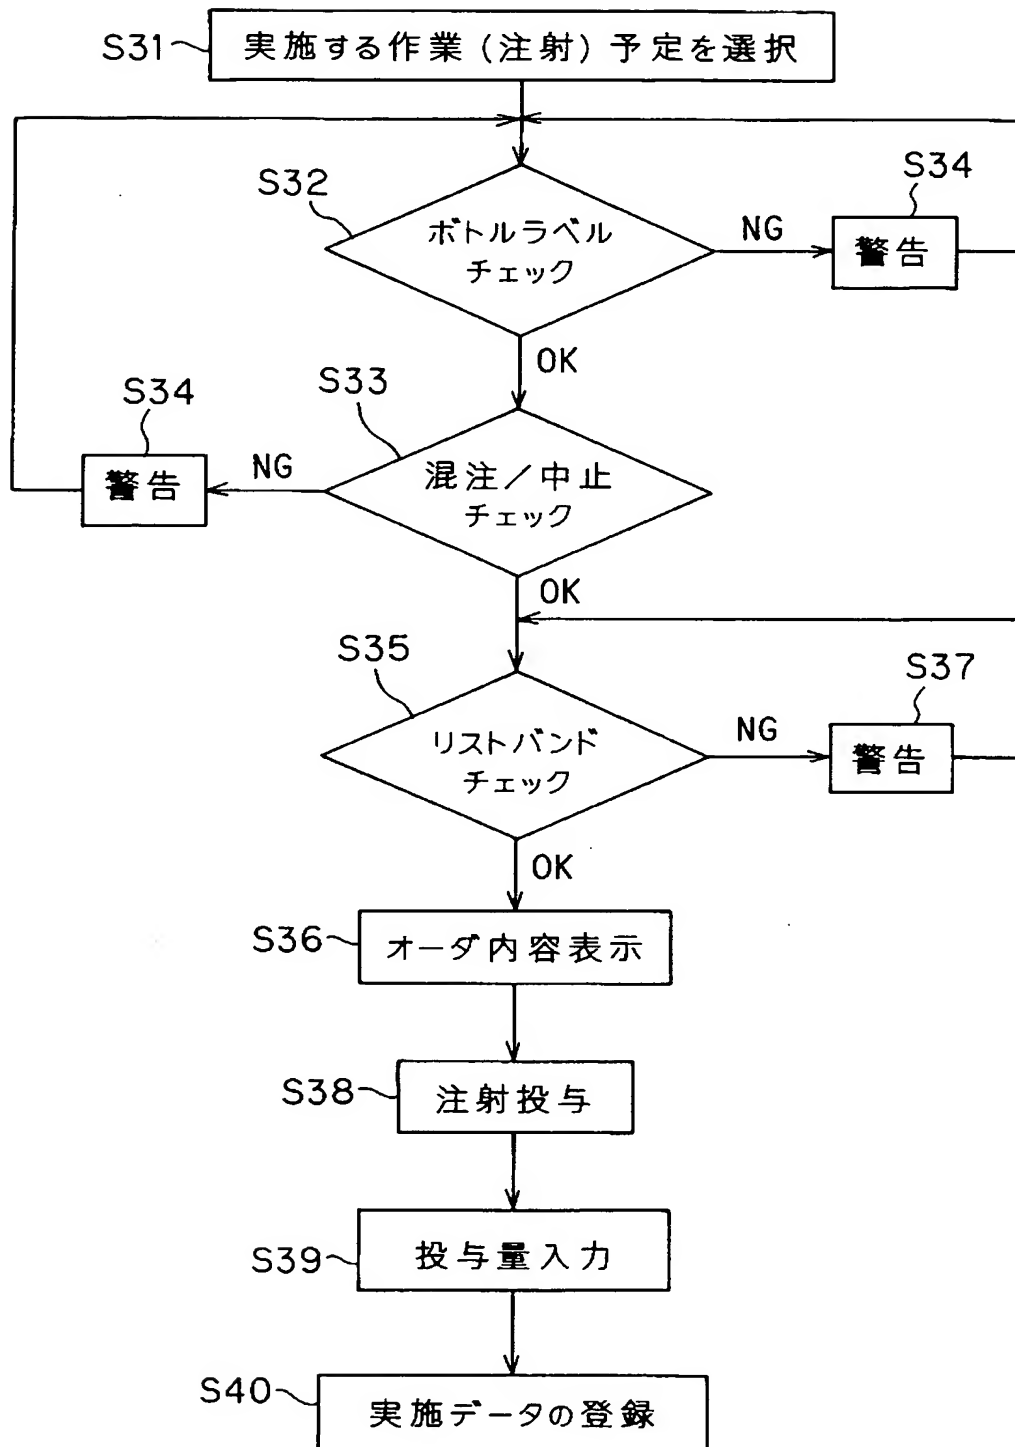 S31
実施する作業(注射)予定を選択
S32
ボトルラベル
チェック
NG
S34
警告
OK
S33
混注/中止
チェック
NG
S34
警告
OK
S35
リストバンド
チェック
NG
S37
警告
OK
S36
オーダ内容表示
S38
注射投与
S39
投与量入力
S40
実施データの登録